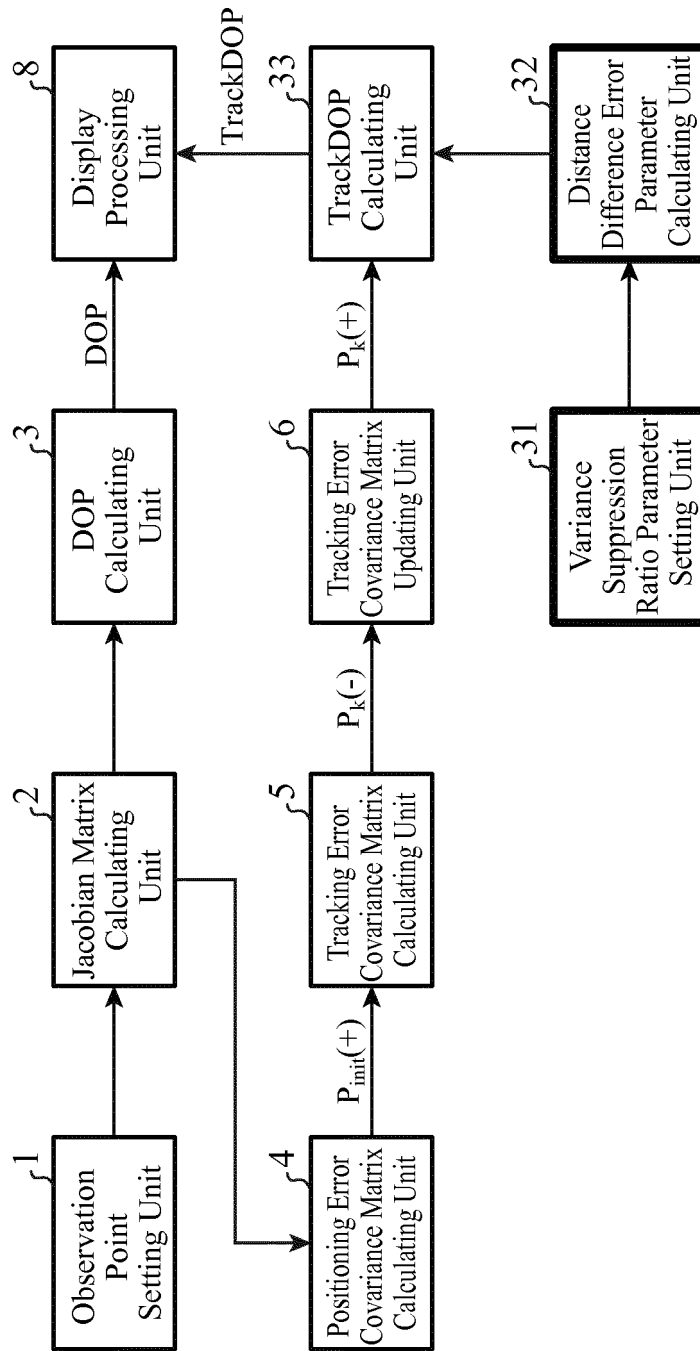 1
Observation
Point
Setting Unit
2
Jacobian Matrix
Calculating
Unit
3
DOP
Calculating
Unit
DOP
8
Display
Processing
Unit
TrackDOP
4
Positioning Error
Covariance Matrix
Calculating Unit
P_init(+)
5
Tracking Error
Covariance Matrix
Calculating Unit
P_k(-)
6
Tracking Error
Covariance Matrix
Updating Unit
P_k(+)
33
TrackDOP
Calculating
Unit
31
Variance
Suppression
Ratio Parameter
Setting Unit
32
Distance
Difference Error
Parameter
Calculating Unit